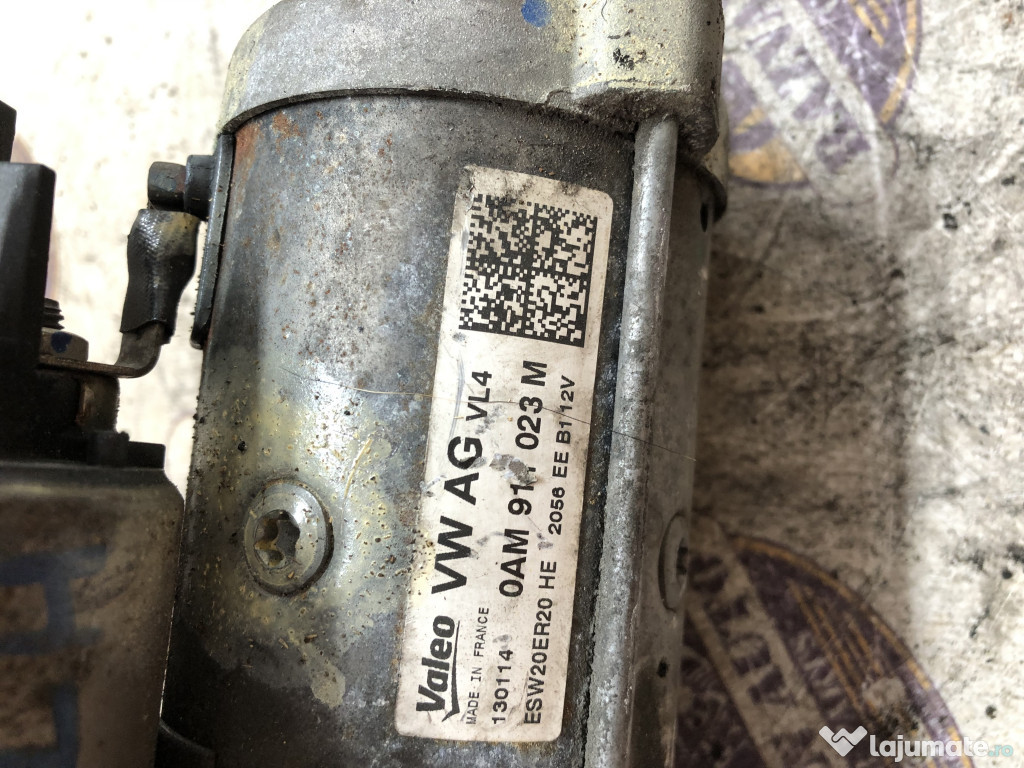 Valeo VW AG VL4
MADE IN FRANCE
130114 0AM 911 023 M
ESW20ER20 HE 2056 EE B1 12V
lajumate.ro